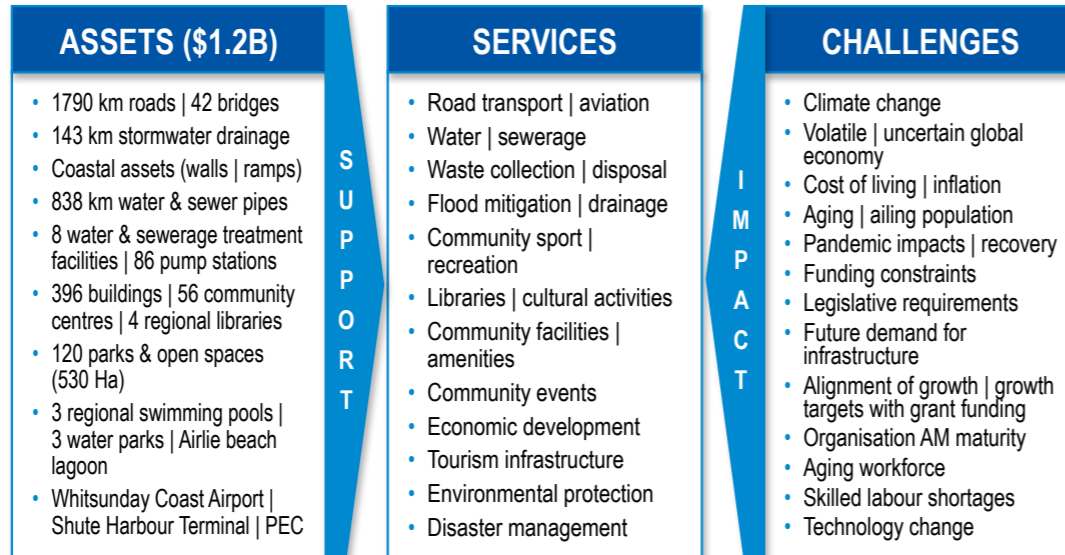 ASSETS ($1.2B)
• 1790 km roads | 42 bridges
• 143 km stormwater drainage
• Coastal assets (walls | ramps)
• 838 km water & sewer pipes
• 8 water & sewerage treatment
facilities | 86 pump stations
• 396 buildings | 56 community
centres | 4 regional libraries
• 120 parks & open spaces
(530 Ha)
• 3 regional swimming pools |
3 water parks | Airlie beach
lagoon
• Whitsunday Coast Airport |
Shute Harbour Terminal | PEC
SUPPORT
SERVICES
• Road transport | aviation
• Water | sewerage
• Waste collection | disposal
• Flood mitigation | drainage
• Community sport |
recreation
• Libraries | cultural activities
• Community facilities |
amenities
• Community events
• Economic development
• Tourism infrastructure
• Environmental protection
• Disaster management
IMPACT
CHALLENGES
• Climate change
• Volatile | uncertain global
economy
• Cost of living | inflation
• Aging | ailing population
• Pandemic impacts | recovery
• Funding constraints
• Legislative requirements
• Future demand for
infrastructure
• Alignment of growth | growth
targets with grant funding
• Organisation AM maturity
• Aging workforce
• Skilled labour shortages
• Technology change